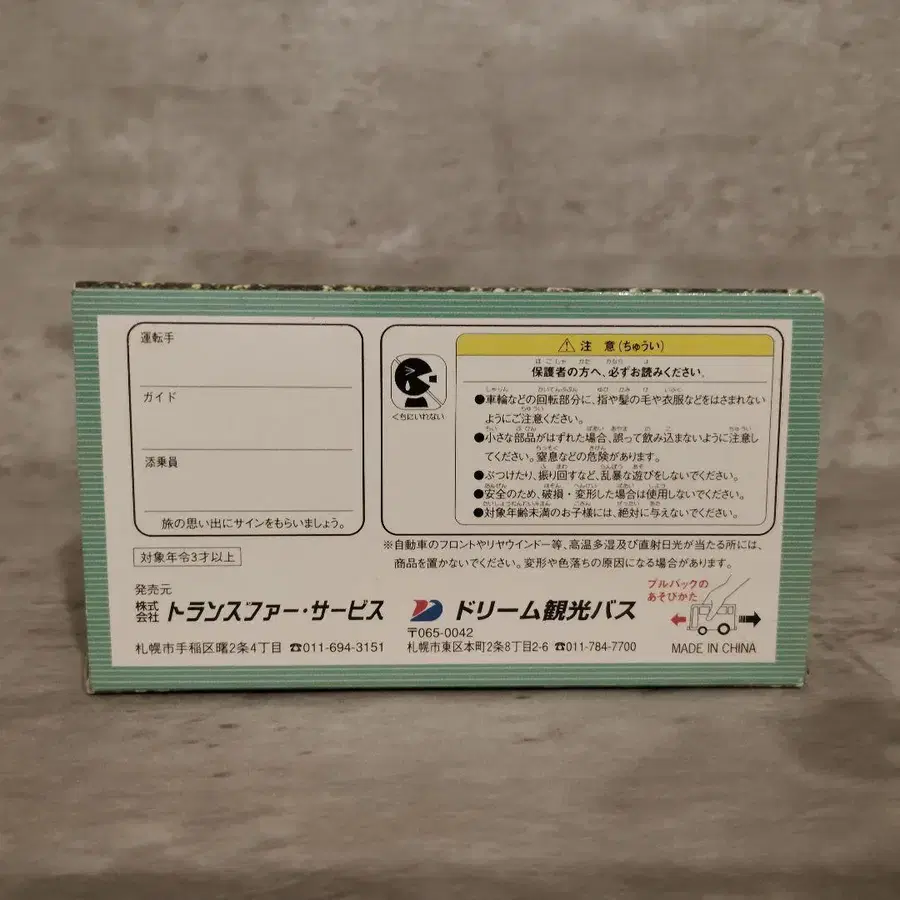 運転手
ガイド
添乗員
旅の思い出にサインをもらいましょう。
対象年令3才以上
くちにいれない
⚠注 意(ちゅうい)
保護者の方へ、必ずお読みください。
●車輪などの回転部分に、指や髪の毛や衣服などをはさまれない
ようにご注意ください。
●小さな部品がはずれた場合、誤って飲み込まないように注意し
てください。窒息などの危険があります。
●ぶつけたり、振り回すなど、乱暴な遊びをしないでください。
●安全のため、破損・変形した場合は使用しないでください。
●対象年齢未満のお子様には、絶対に与えないでください。
※自動車のフロントやリヤウインドー等、高温多湿及び直射日光が当たる所には、
商品を置かないでください。変形や色落ちの原因になる場合があります。
発売元
株式会社 トランスファー・サービス
札幌市手稲区曙2条4丁目 ☎011-694-3151
ドリーム観光バス
〒065-0042
札幌市東区本町2条8丁目2-6 ☎011-784-7700
プルバックの
あそびかた
MADE IN CHINA